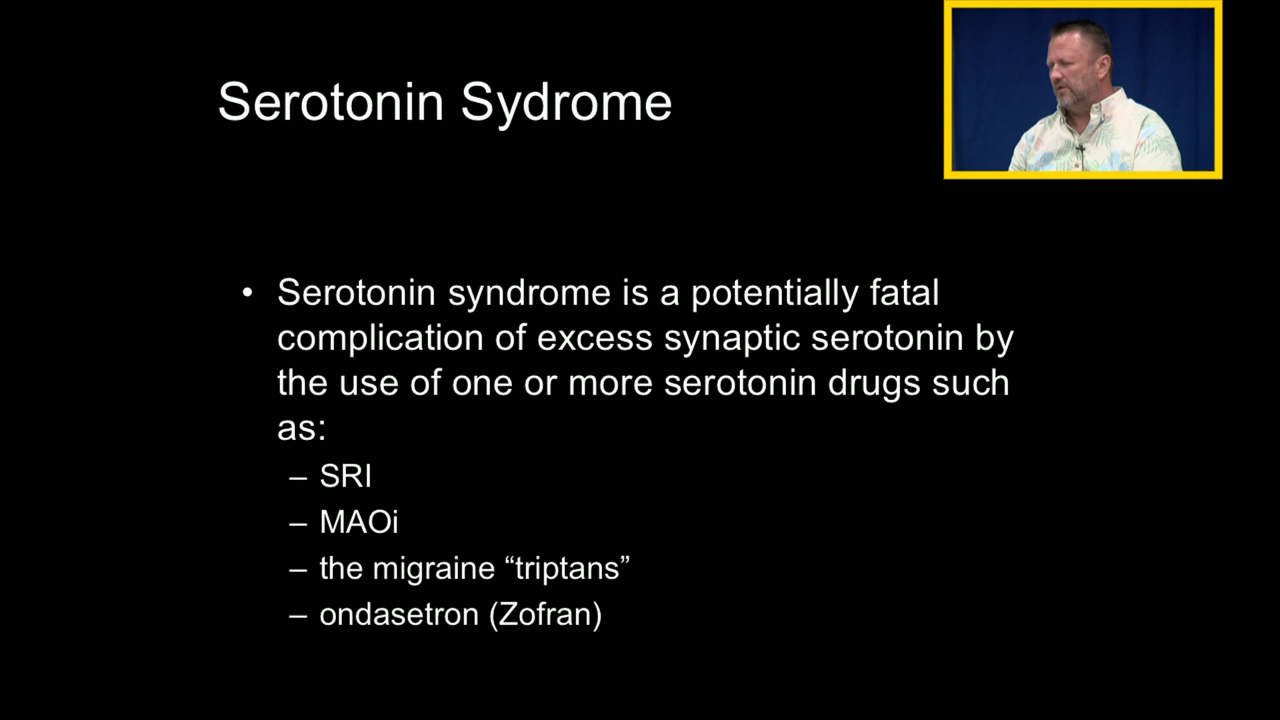 Serotonin Sydrome
• Serotonin syndrome is a potentially fatal
complication of excess synaptic serotonin by
the use of one or more serotonin drugs such
as:
– SRI
– MAOi
– the migraine “triptans”
– ondasetron (Zofran)